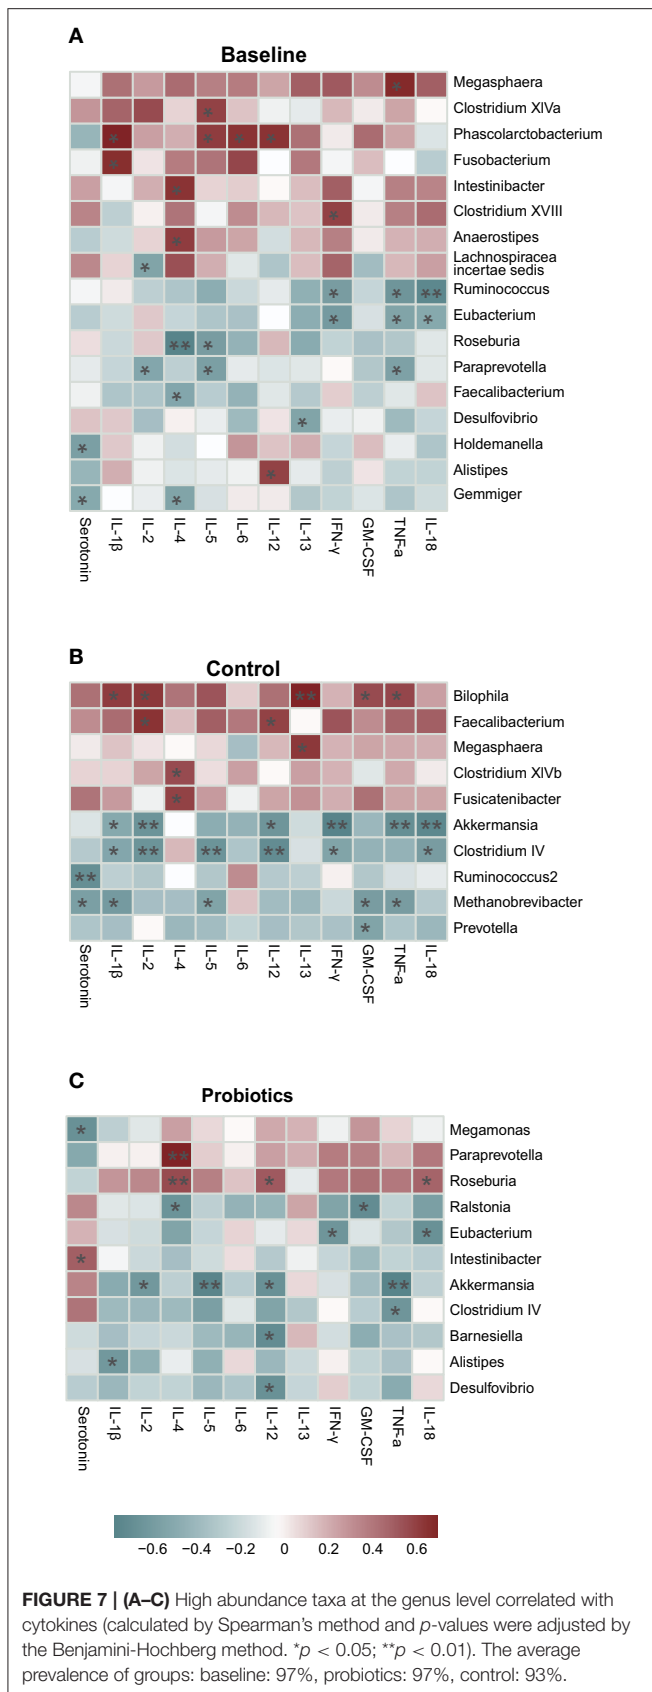 A
Baseline
Megasphaera
*
Clostridium XlVa
*
Phascolarctobacterium
* * * *
Fusobacterium
*
Intestinibacter
*
Clostridium XVIII
*
Anaerostipes
*
Lachnospiracea
incertae sedis
*
Ruminococcus
* * **
Eubacterium
* * *
Roseburia
** *
Paraprevotella
* * *
Faecalibacterium
*
Desulfovibrio
*
Holdemanella
*
Alistipes
*
Gemmiger
* *
Serotonin
IL-1β
IL-2
IL-4
IL-5
IL-6
IL-12
IL-13
IFN-γ
GM-CSF
TNF-a
IL-18
B
Control
Bilophila
* * ** * *
Faecalibacterium
* *
Megasphaera
*
Clostridium XlVb
*
Fusicatenibacter
*
Akkermansia
* ** * ** ** **
Clostridium IV
* ** ** ** * *
Ruminococcus2
**
Methanobrevibacter
* * * * *
Prevotella
*
Serotonin
IL-1β
IL-2
IL-4
IL-5
IL-6
IL-12
IL-13
IFN-γ
GM-CSF
TNF-a
IL-18
C
Probiotics
Megamonas
*
Paraprevotella
**
Roseburia
** * *
Ralstonia
* *
Eubacterium
* *
Intestinibacter
*
Akkermansia
* ** * **
Clostridium IV
*
Barnesiella
*
Alistipes
*
Desulfovibrio
*
Serotonin
IL-1β
IL-2
IL-4
IL-5
IL-6
IL-12
IL-13
IFN-γ
GM-CSF
TNF-a
IL-18
−0.6 −0.4 −0.2 0 0.2 0.4 0.6
FIGURE 7 | (A–C) High abundance taxa at the genus level correlated with
cytokines (calculated by Spearman's method and p-values were adjusted by
the Benjamini-Hochberg method. *p < 0.05; **p < 0.01). The average
prevalence of groups: baseline: 97%, probiotics: 97%, control: 93%.